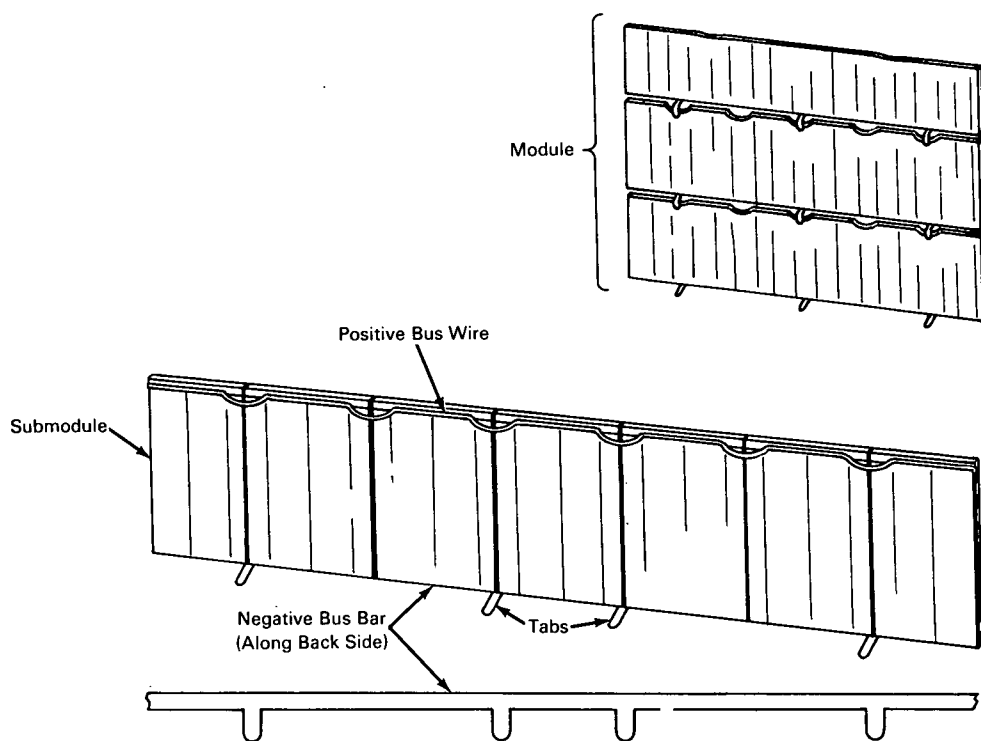 Module
Positive Bus Wire
Submodule
Negative Bus Bar
(Along Back Side)
Tabs